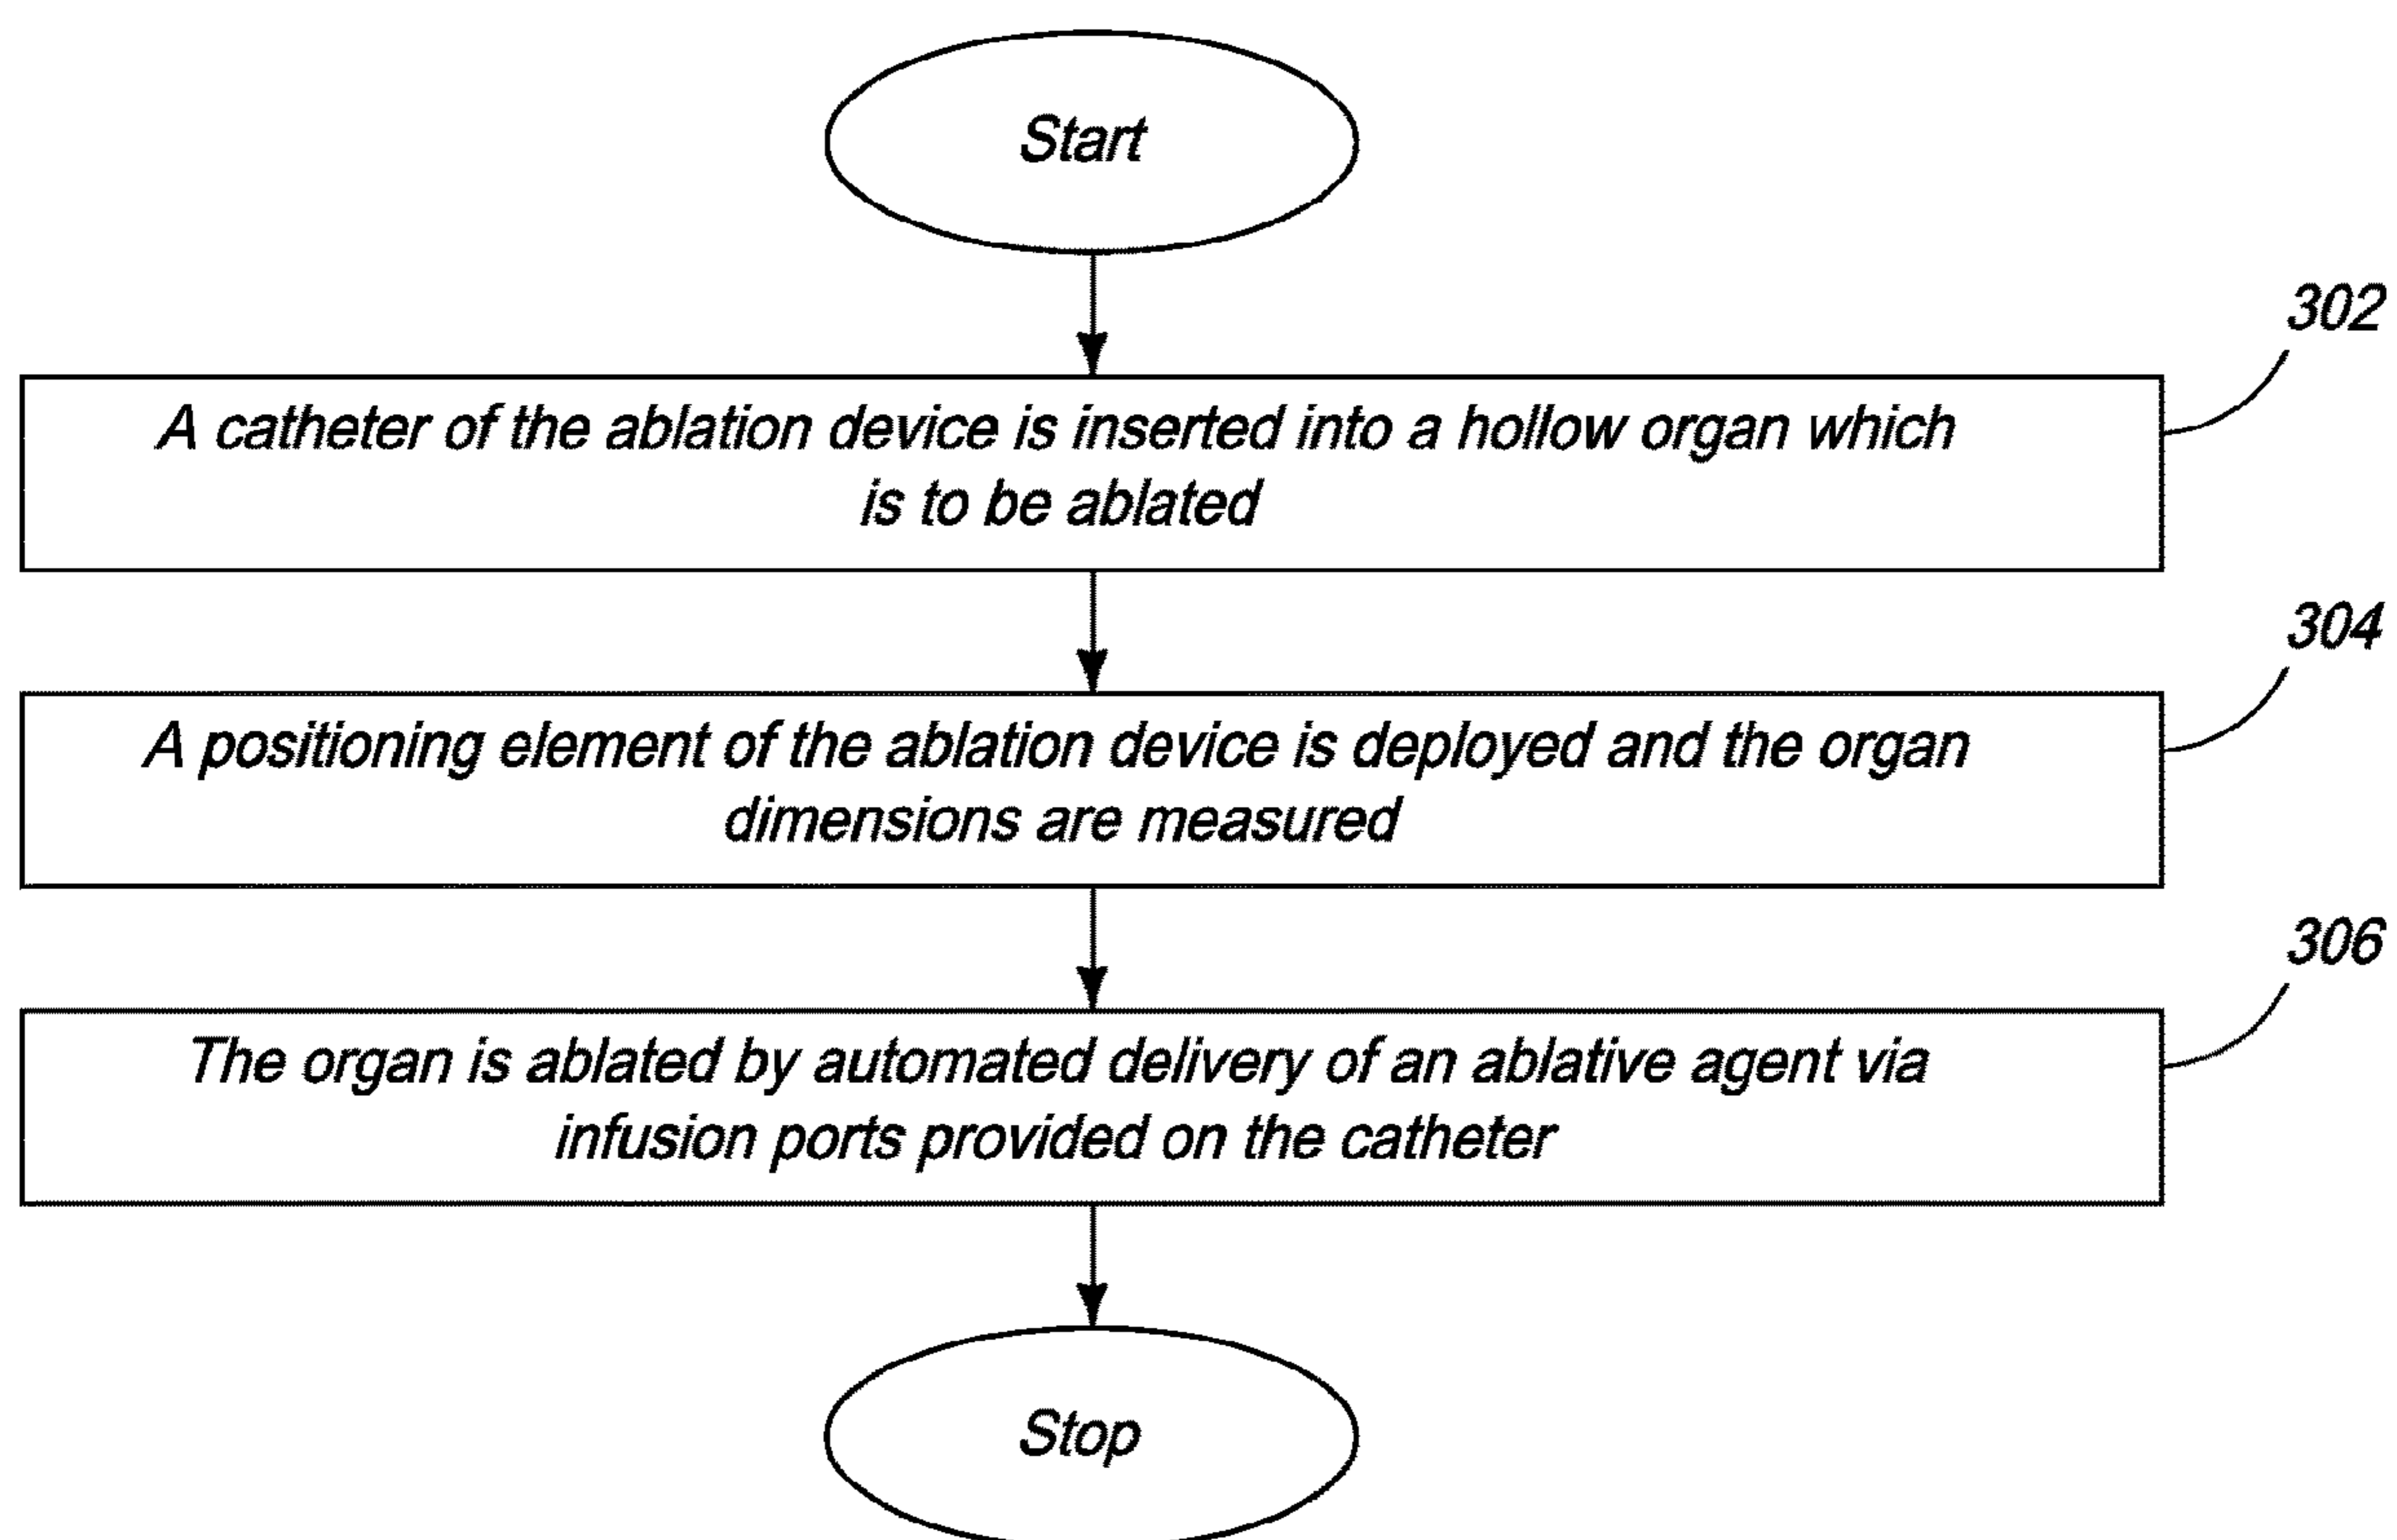 Start
302
A catheter of the ablation device is inserted into a hollow organ which
is to be ablated
304
A positioning element of the ablation device is deployed and the organ
dimensions are measured
306
The organ is ablated by automated delivery of an ablative agent via
infusion ports provided on the catheter
Stop